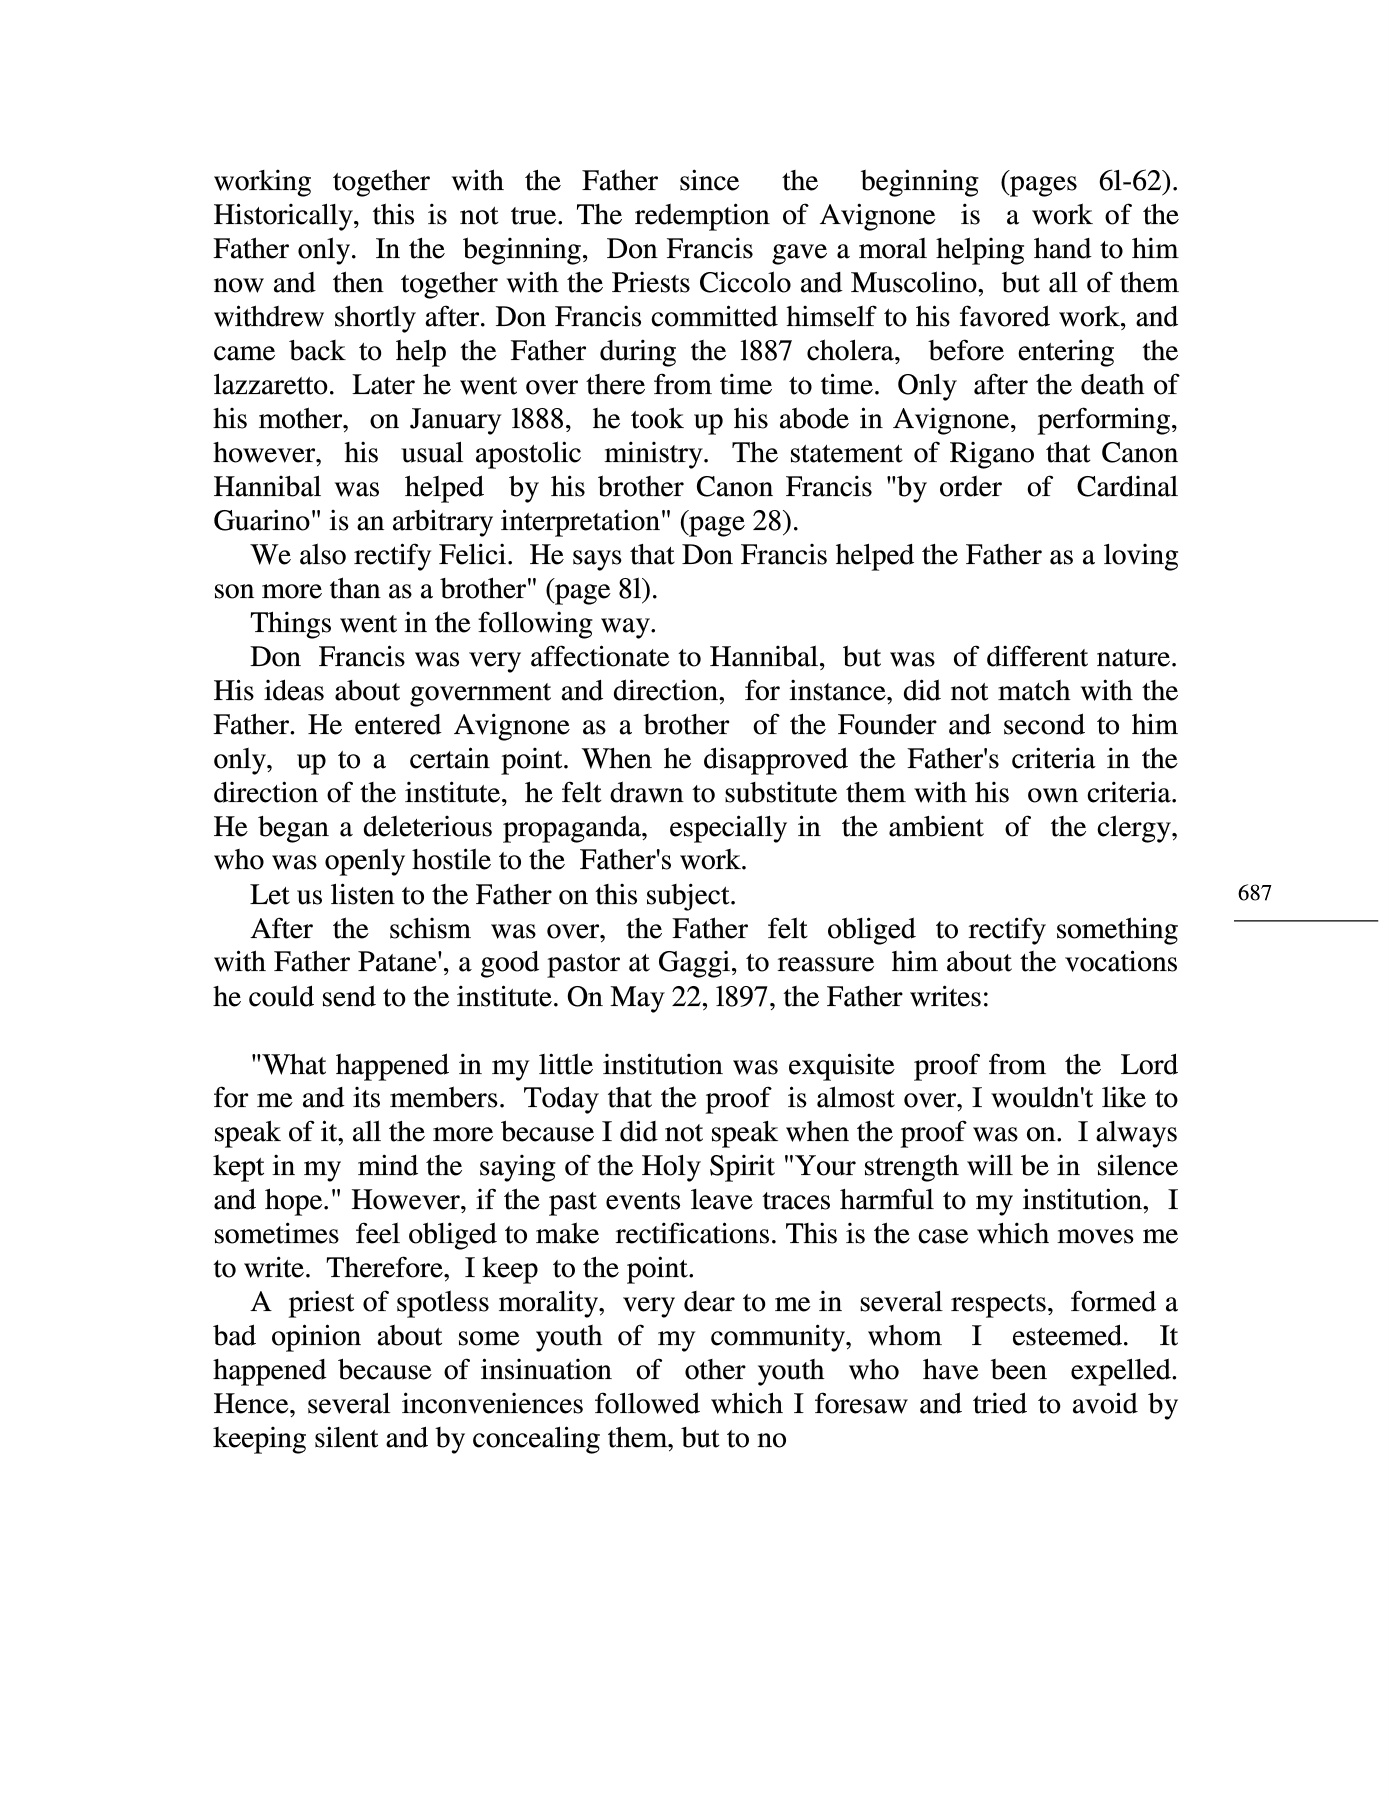 working together with the Father since the beginning (pages 6l-62).
Historically, this is not true. The redemption of Avignone is a work of the
Father only. In the beginning, Don Francis gave a moral helping hand to him
now and then together with the Priests Ciccolo and Muscolino, but all of them
withdrew shortly after. Don Francis committed himself to his favored work, and
came back to help the Father during the l887 cholera, before entering the
lazzaretto. Later he went over there from time to time. Only after the death of
his mother, on January l888, he took up his abode in Avignone, performing,
however, his usual apostolic ministry. The statement of Rigano that Canon
Hannibal was helped by his brother Canon Francis "by order of Cardinal
Guarino" is an arbitrary interpretation" (page 28).
We also rectify Felici. He says that Don Francis helped the Father as a loving
son more than as a brother" (page 8l).
Things went in the following way.
Don Francis was very affectionate to Hannibal, but was of different nature.
His ideas about government and direction, for instance, did not match with the
Father. He entered Avignone as a brother of the Founder and second to him
only, up to a certain point. When he disapproved the Father's criteria in the
direction of the institute, he felt drawn to substitute them with his own criteria.
He began a deleterious propaganda, especially in the ambient of the clergy,
who was openly hostile to the Father's work.
Let us listen to the Father on this subject.
687
After the schism was over, the Father felt obliged to rectify something
with Father Patane', a good pastor at Gaggi, to reassure him about the vocations
he could send to the institute. On May 22, l897, the Father writes:
"What happened in my little institution was exquisite proof from the Lord
for me and its members. Today that the proof is almost over, I wouldn't like to
speak of it, all the more because I did not speak when the proof was on. I always
kept in my mind the saying of the Holy Spirit "Your strength will be in silence
and hope." However, if the past events leave traces harmful to my institution, I
sometimes feel obliged to make rectifications. This is the case which moves me
to write. Therefore, I keep to the point.
A priest of spotless morality, very dear to me in several respects, formed a
bad opinion about some youth of my community, whom I esteemed. It
happened because of insinuation of other youth who have been expelled.
Hence, several inconveniences followed which I foresaw and tried to avoid by
keeping silent and by concealing them, but to no